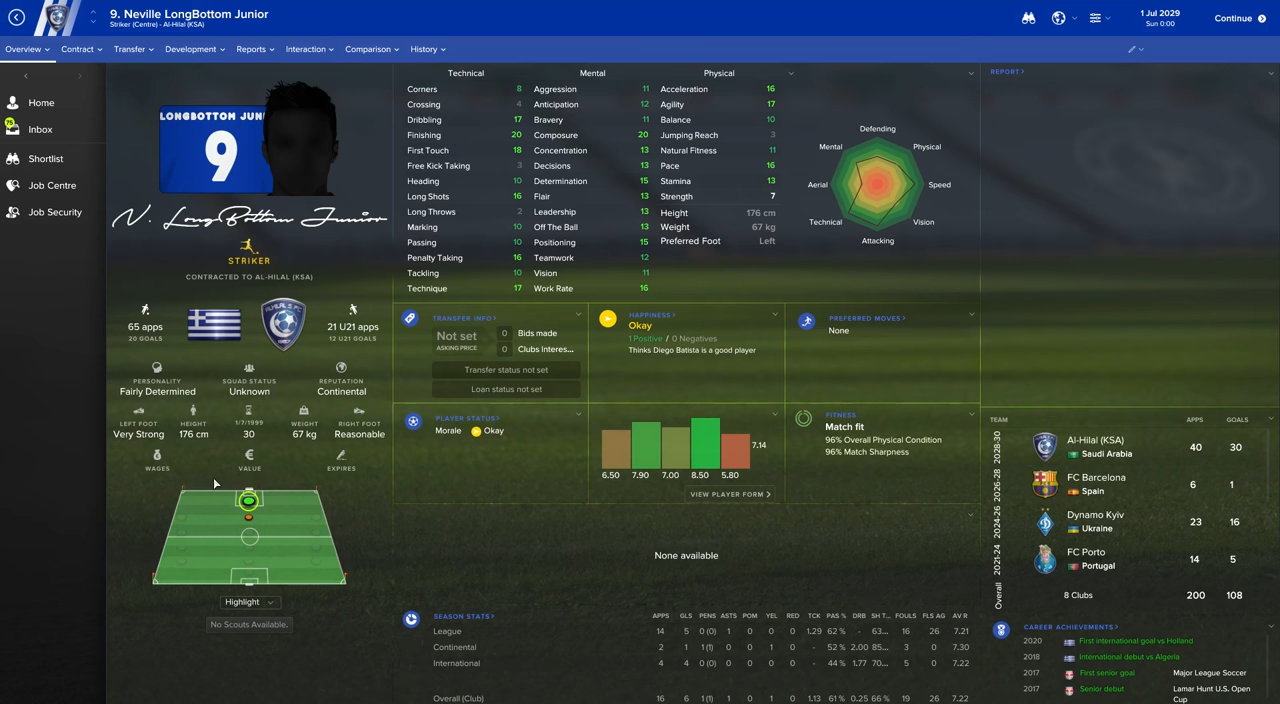 9. Neville LongBottom Junior
Striker (Centre) - Al-Hilal (KSA)
1 Jul 2029
Sun 0:00
Continue
Overview
Contract
Transfer
Development
Reports
Interaction
Comparison
History
Home
75
Inbox
Shortlist
Job Centre
Job Security
LONGBOTTOM JUNI
9
N. LongBottom Junior
STRIKER
CONTRACTED TO AL-HILAL (KSA)
65 apps
20 GOALS
21 U21 apps
12 U21 GOALS
PERSONALITY
Fairly Determined
SQUAD STATUS
Unknown
REPUTATION
Continental
LEFT FOOT
Very Strong
HEIGHT
176 cm
1/7/1999
30
WEIGHT
67 kg
RIGHT FOOT
Reasonable
WAGES
VALUE
EXPIRES
Highlight
No Scouts Available.
Technical
Corners 8
Crossing 4
Dribbling 17
Finishing 20
First Touch 18
Free Kick Taking 3
Heading 10
Long Shots 16
Long Throws 2
Marking 10
Passing 10
Penalty Taking 16
Tackling 10
Technique 17
Mental
Aggression 11
Anticipation 12
Bravery 11
Composure 20
Concentration 13
Decisions 13
Determination 15
Flair 13
Leadership 13
Off The Ball 13
Positioning 15
Teamwork 12
Vision 11
Work Rate 16
Physical
Acceleration 16
Agility 17
Balance 10
Jumping Reach 3
Natural Fitness 11
Pace 16
Stamina 13
Strength 7
Height 176 cm
Weight 67 kg
Preferred Foot Left
Defending
Physical
Speed
Vision
Attacking
Technical
Aerial
Mental
REPORT >
TRANSFER INFO >
Not set
ASKING PRICE
0 Bids made
0 Clubs Interes...
Transfer status not set
Loan status not set
HAPPINESS >
Okay
1 Positive / 0 Negatives
Thinks Diego Batista is a good player
PREFERRED MOVES >
None
PLAYER STATUS >
Morale Okay
7.14
6.50 7.90 7.00 8.50 5.80
VIEW PLAYER FORM >
FITNESS
Match fit
96% Overall Physical Condition
96% Match Sharpness
None available
SEASON STATS > APPS GLS PENS ASTS POM YEL RED TCK PAS % DRB SH T... FOULS FLS AG AV R
League 14 5 0 (0) 1 0 0 0 1.29 62 % - 63... 16 26 7.21
Continental 2 1 1(1) 0 0 1 0 - 52 % 2.00 85... 3 0 7.30
International 4 4 0 (0) 0 0 0 0 - 44 % 1.77 70... 5 0 7.22
Overall (Club) 16 6 1 (1) 1 0 1 0 1.13 61 % 0.25 66 % 19 26 7.22
TEAM APPS GOALS
2028-30 Al-Hilal (KSA) 40 30
Saudi Arabia
2026-28 FC Barcelona 6 1
Spain
2024-26 Dynamo Kyiv 23 16
Ukraine
2021-24 FC Porto 14 5
Portugal
Overall 8 Clubs 200 108
CAREER ACHIEVEMENTS >
2020 First international goal vs Holland
2018 International debut vs Algeria
2017 First senior goal Major League Soccer
2017 Senior debut Lamar Hunt U.S. Open
Cup